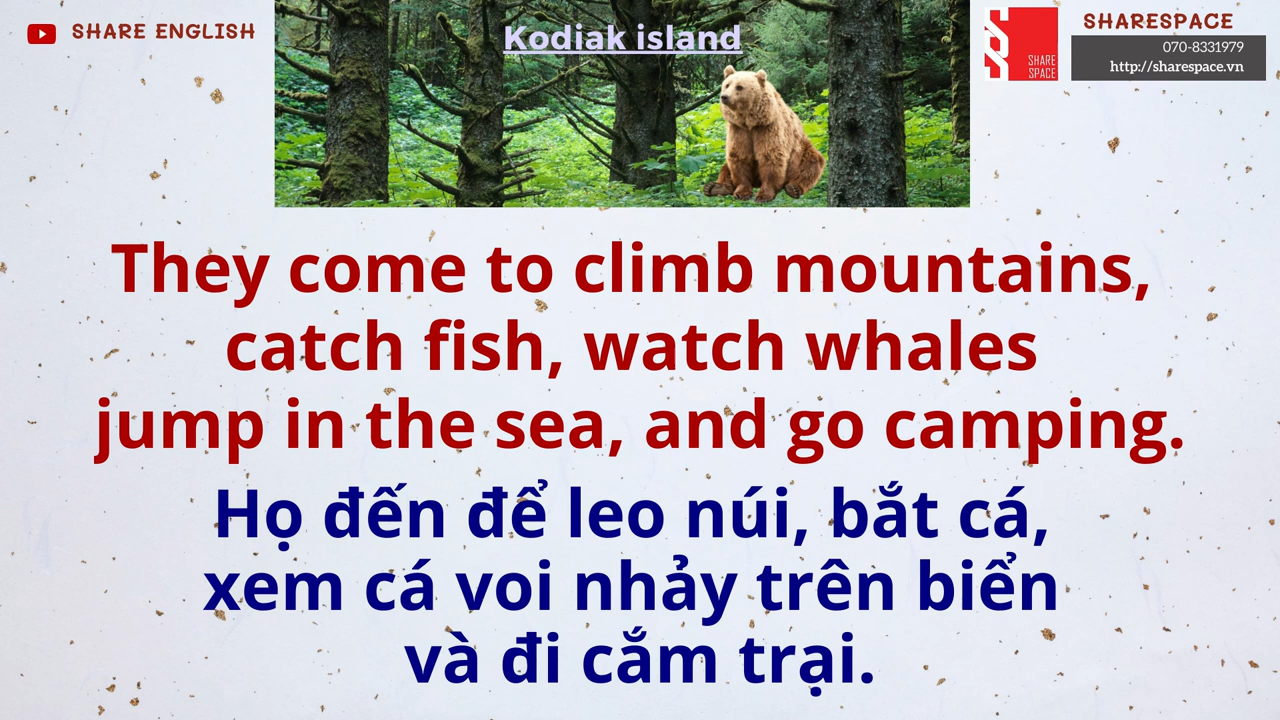 SHARE ENGLISH
Kodiak island
SHARESPACE
070-8331979
http://sharespace.vn
SHARE
SPACE
They come to climb mountains,
catch fish, watch whales
jump in the sea, and go camping.
Họ đến để leo núi, bắt cá,
xem cá voi nhảy trên biển
và đi cắm trại.